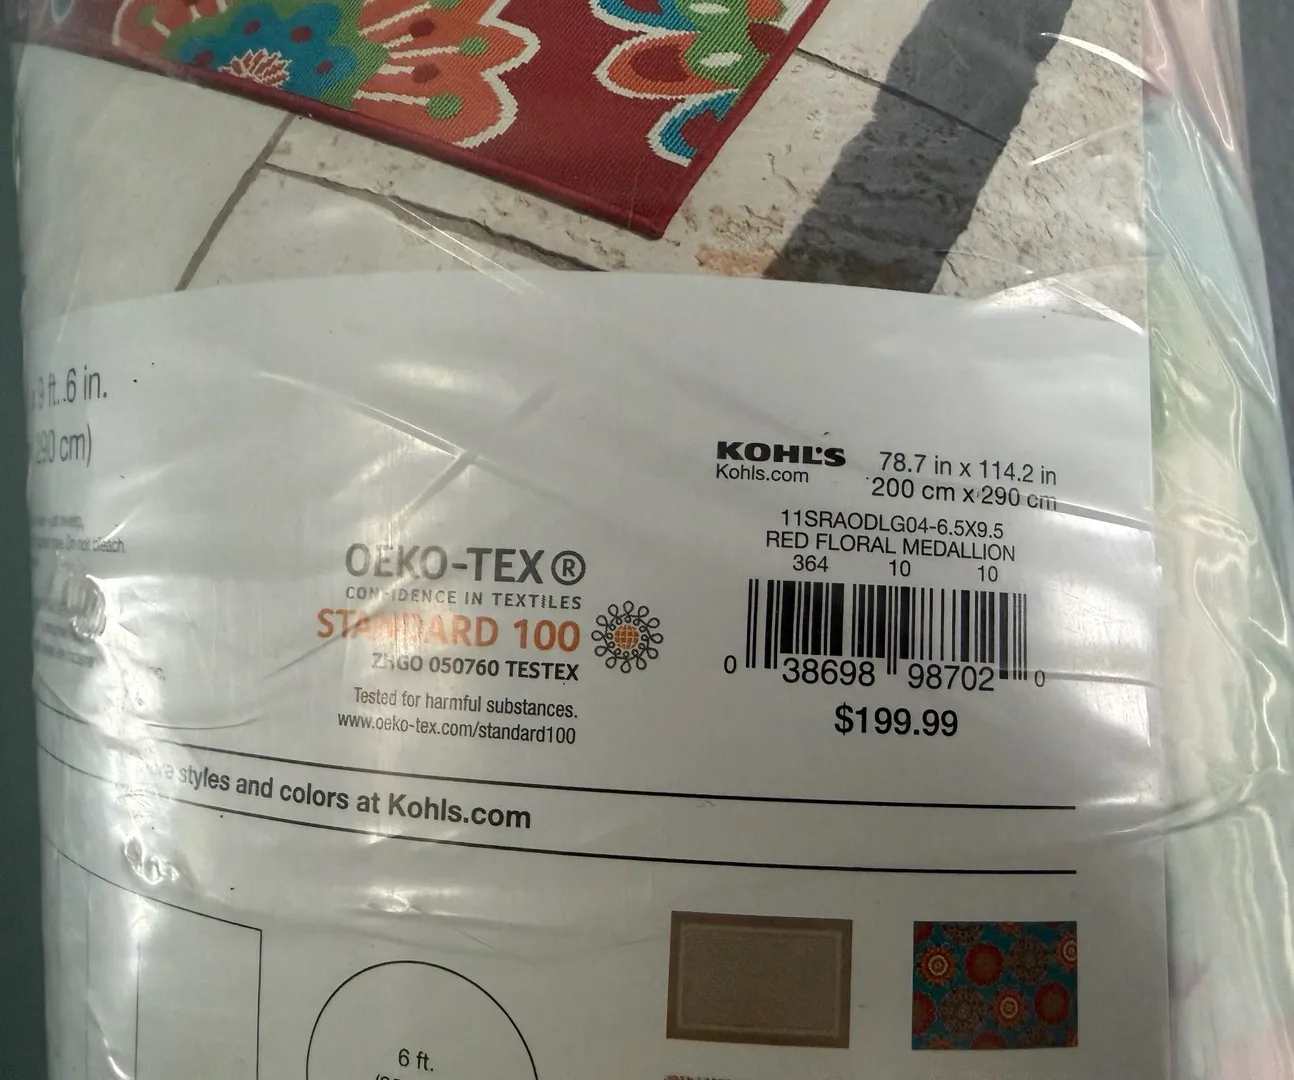 9 ft. .6 in.
290 cm)
KOHL'S
Kohls.com
78.7 in x 114.2 in
200 cm x 290 cm
11SRAODLG04-6.5X9.5
RED FLORAL MEDALLION
364 10 10
0 38698 98702 0
$199.99
Do not bleach.
OEKO-TEX®
CONFIDENCE IN TEXTILES
STANDARD 100
ZHGO 050760 TESTEX
Tested for harmful substances.
www.oeko-tex.com/standard100
styles and colors at Kohls.com
6 ft.